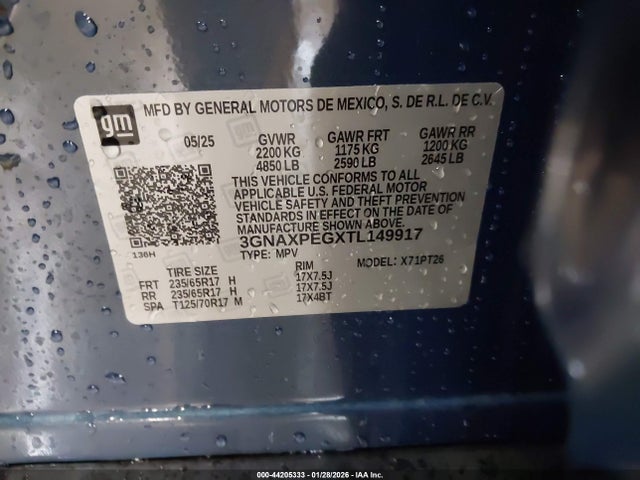 gm MFD BY GENERAL MOTORS DE MEXICO, S. DE R.L. DE C.V.
05/25 GVWR GAWR FRT GAWR RR
2200 KG 1175 KG 1200 KG
4850 LB 2590 LB 2645 LB
THIS VEHICLE CONFORMS TO ALL
APPLICABLE U.S. FEDERAL MOTOR
VEHICLE SAFETY AND THEFT PREVENTION
STANDARDS IN EFFECT ON THE DATE OF
MANUFACTURE SHOWN ABOVE.
3GNAXPEGXTL149917
136H TYPE: MPV MODEL: X71PT26
TIRE SIZE RIM
FRT 235/65R17 H 17X7.5J
RR 235/65R17 H 17X7.5J
SPA T125/70R17 M 17X4BT
000-44205333 - 01/28/2026 - IAA Inc.